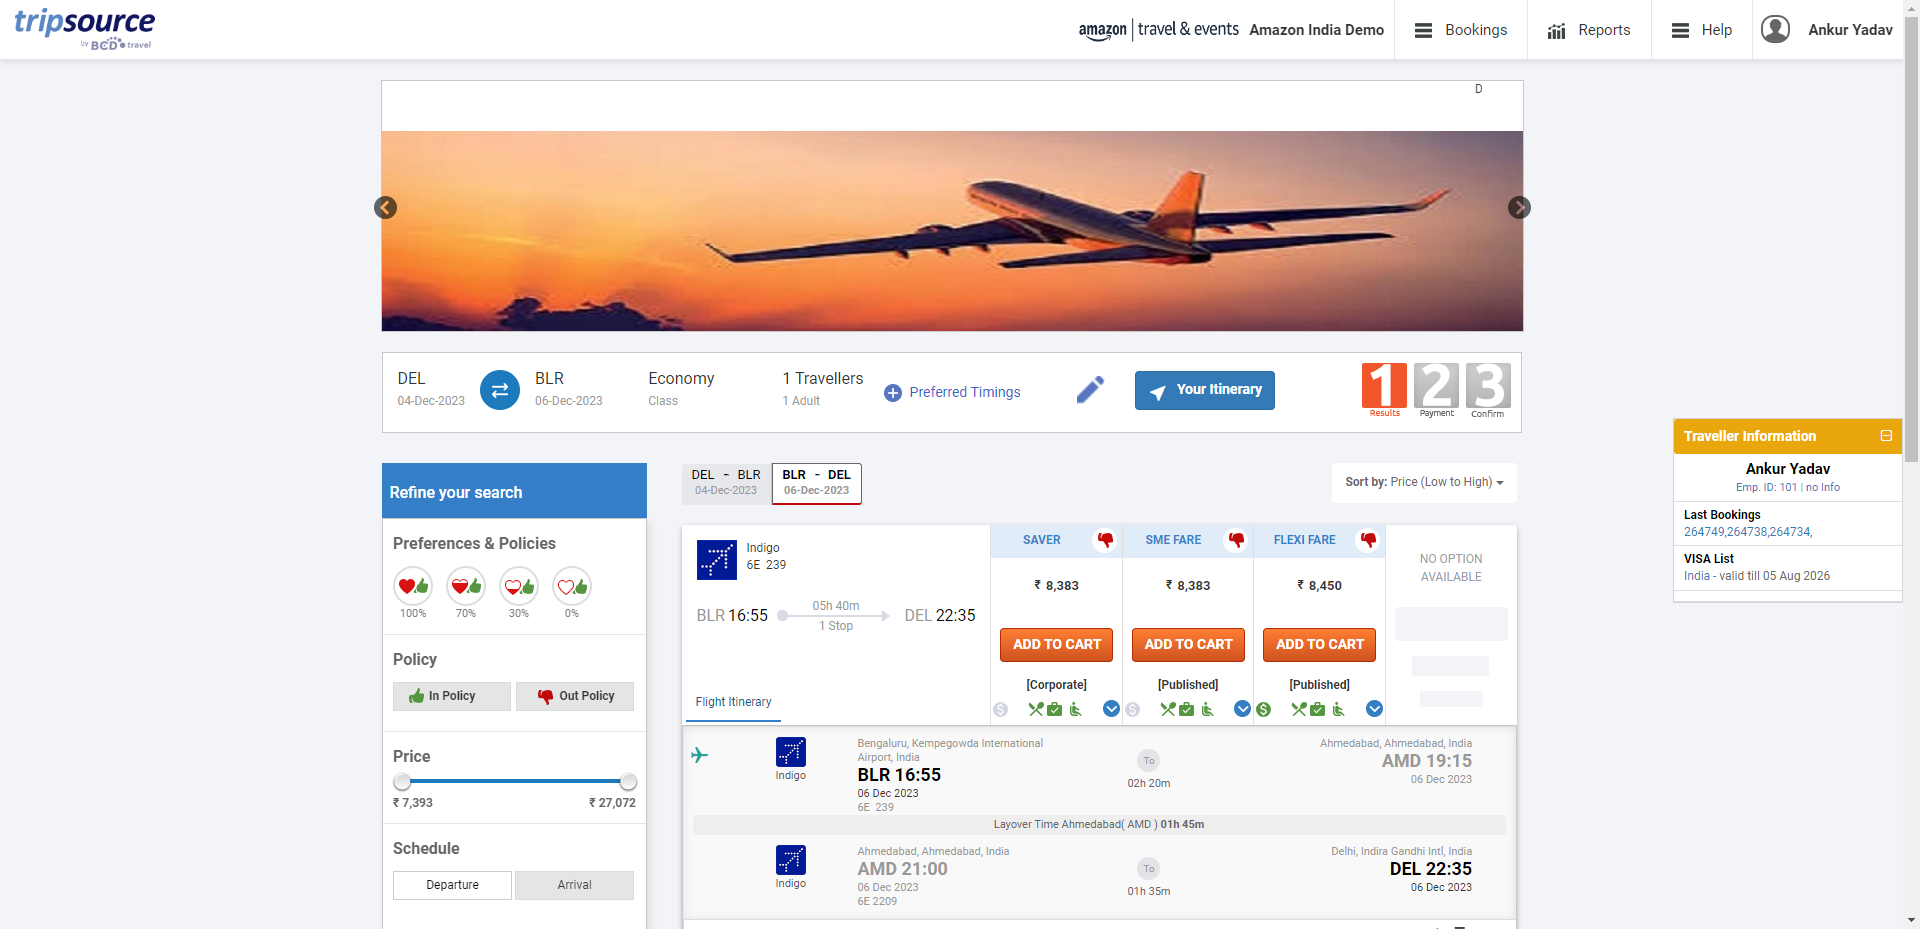 tripsource
by BCD travel
amazon | travel & events Amazon India Demo
Bookings
Reports
Help
Ankur Yadav
D
DEL
04-Dec-2023
BLR
06-Dec-2023
Economy
Class
1 Travellers
1 Adult
Preferred Timings
Your Itinerary
1 2 3
Results Payment Confirm
Traveller Information
Ankur Yadav
Emp. ID: 101 | no Info
Last Bookings
264749,264738,264734,
VISA List
India - valid till 05 Aug 2026
Refine your search
Preferences & Policies
100% 70% 30% 0%
Policy
In Policy Out Policy
Price
₹ 7,393 ₹ 27,072
Schedule
Departure Arrival
DEL - BLR
04-Dec-2023
BLR - DEL
06-Dec-2023
Sort by: Price (Low to High)
Indigo
6E 239
BLR 16:55
05h 40m
1 Stop
DEL 22:35
Flight Itinerary
SAVER
₹ 8,383
ADD TO CART
[Corporate]
SME FARE
₹ 8,383
ADD TO CART
[Published]
FLEXI FARE
₹ 8,450
ADD TO CART
[Published]
NO OPTION
AVAILABLE
Indigo
Bengaluru, Kempegowda International
Airport, India
BLR 16:55
06 Dec 2023
6E 239
To
02h 20m
Ahmedabad, Ahmedabad, India
AMD 19:15
06 Dec 2023
Layover Time Ahmedabad( AMD ) 01h 45m
Indigo
Ahmedabad, Ahmedabad, India
AMD 21:00
06 Dec 2023
6E 2209
To
01h 35m
Delhi, Indira Gandhi Intl, India
DEL 22:35
06 Dec 2023